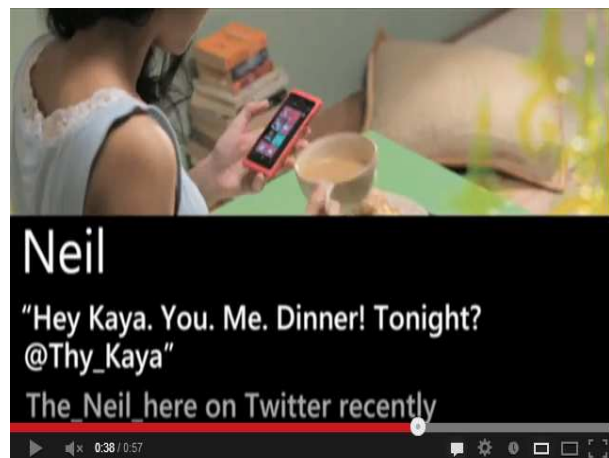 Neil
“Hey Kaya. You. Me. Dinner! Tonight?
@Thy_Kaya”
The_Neil_here on Twitter recently
0:38 / 0:57